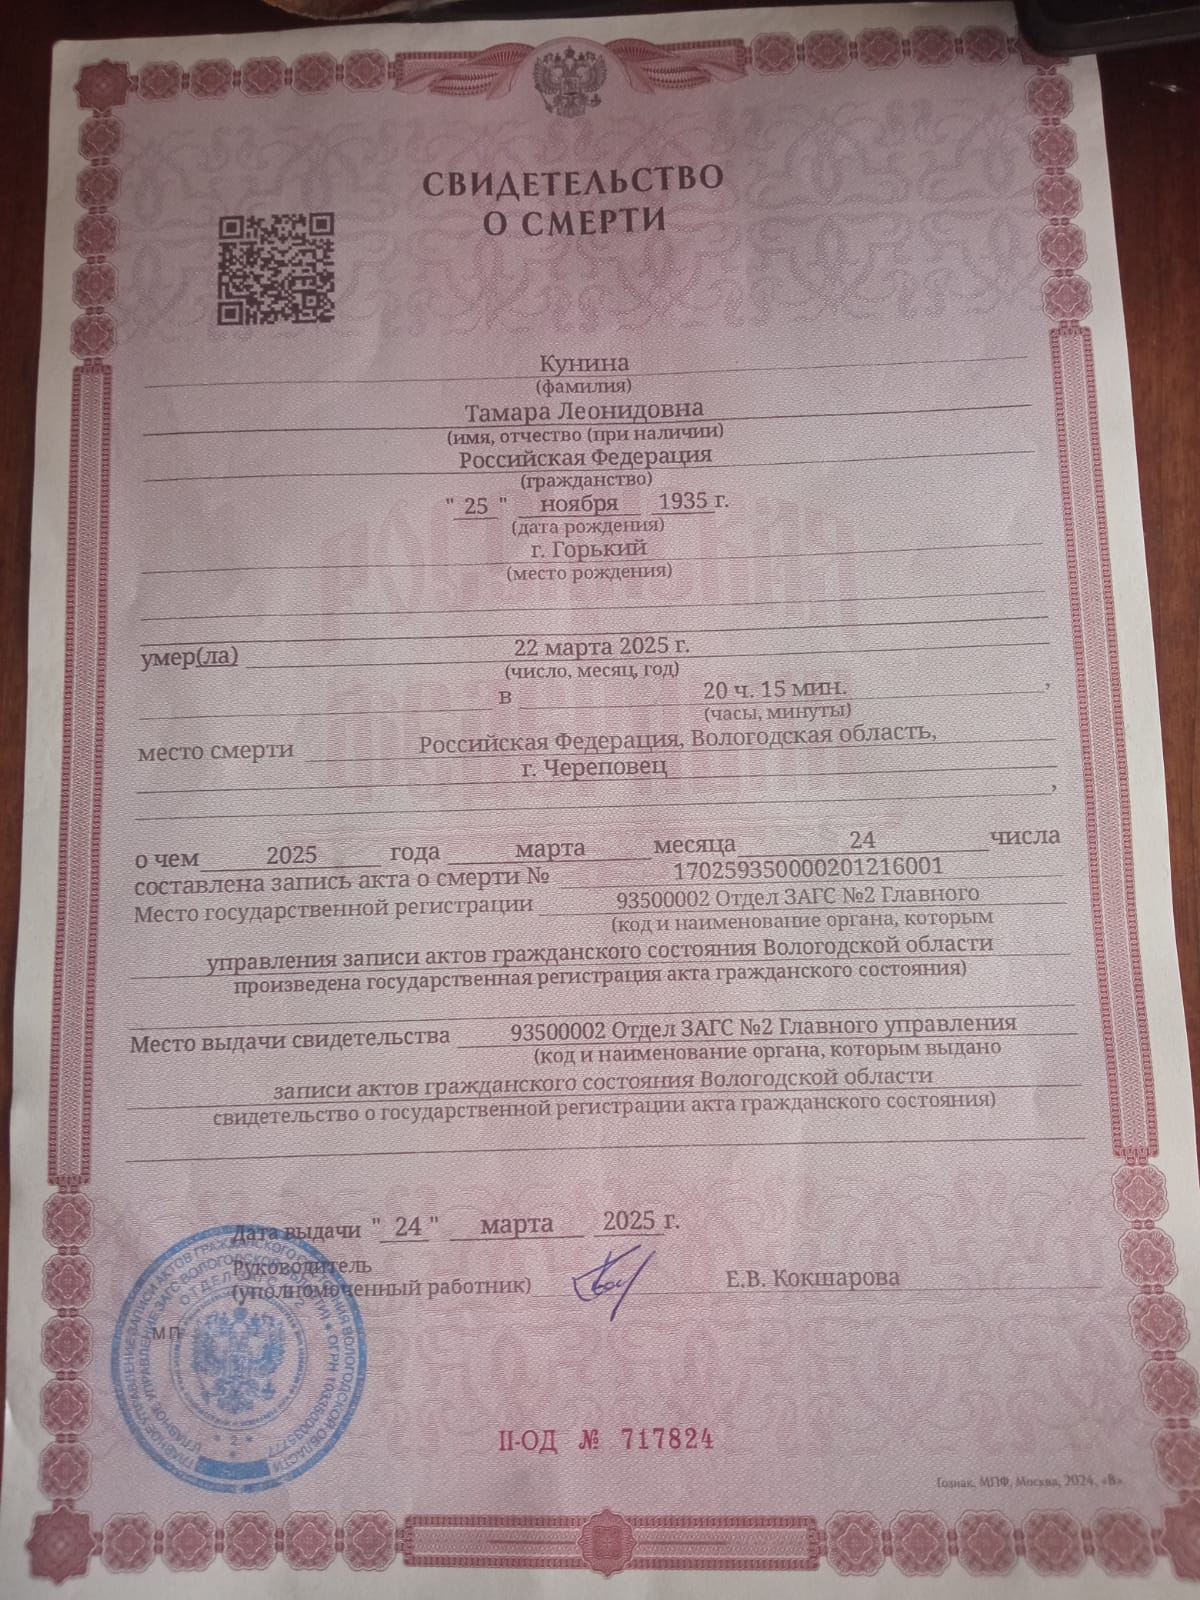 СВИДЕТЕЛЬСТВО
О СМЕРТИ
Кунина
(фамилия)
Тамара Леонидовна
(имя, отчество (при наличии)
Российская Федерация
(гражданство)
" 25 " ноября 1935 г.
(дата рождения)
г. Горький
(место рождения)
умер(ла) 22 марта 2025 г.
(число, месяц, год)
в 20 ч. 15 мин. ,
(часы, минуты)
место смерти Российская Федерация, Вологодская область,
г. Череповец
,
о чем 2025 года марта месяца 24 числа
составлена запись акта о смерти № 170259350000201216001
Место государственной регистрации 93500002 Отдел ЗАГС №2 Главного
(код и наименование органа, которым
управления записи актов гражданского состояния Вологодской области
произведена государственная регистрация акта гражданского состояния)
Место выдачи свидетельства 93500002 Отдел ЗАГС №2 Главного управления
(код и наименование органа, которым выдано
записи актов гражданского состояния Вологодской области
свидетельство о государственной регистрации акта гражданского состояния)
Дата выдачи " 24 " марта 2025 г.
Руководитель
(уполномоченный работник) Е.В. Кокшарова
МП
II-ОД № 717824
Гознак, МПФ, Москва, 2024, «В».